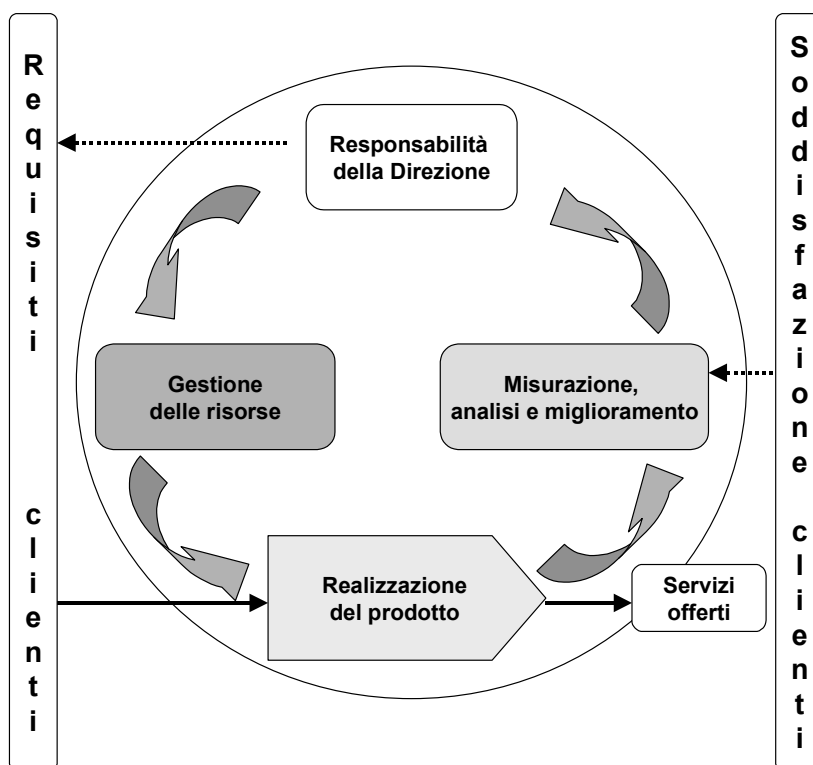 Requisiti clienti
Responsabilità
della Direzione
Gestione
delle risorse
Misurazione,
analisi e miglioramento
Realizzazione
del prodotto
Servizi
offerti
Soddisfazione clienti